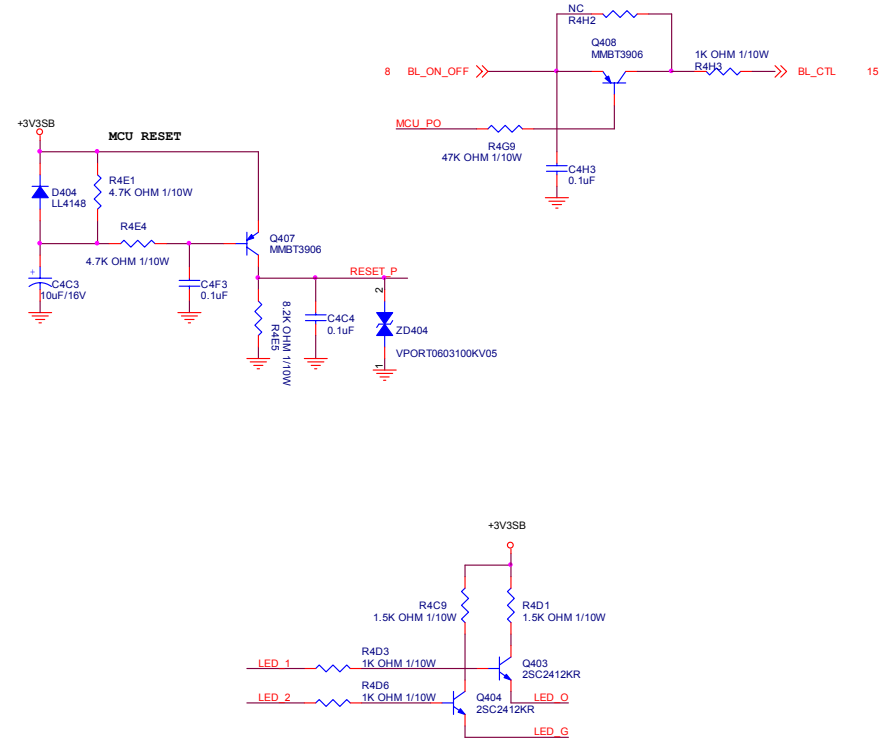 NC
R4H2
Q408
MMBT3906
1K OHM 1/10W
R4H3
8 BL_ON_OFF
BL_CTL 15
MCU_PO
R4G9
47K OHM 1/10W
C4H3
0.1uF
+3V3SB
MCU RESET
D404
LL4148
R4E1
4.7K OHM 1/10W
R4E4
4.7K OHM 1/10W
Q407
MMBT3906
+
C4C3
10uF/16V
C4F3
0.1uF
RESET_P
8.2K OHM 1/10W
R4E5
C4C4
0.1uF
2
ZD404
VPORT0603100KV05
1
+3V3SB
R4C9
1.5K OHM 1/10W
R4D1
1.5K OHM 1/10W
LED_1
R4D3
1K OHM 1/10W
Q403
2SC2412KR
LED_2
R4D6
1K OHM 1/10W
Q404
2SC2412KR
LED_O
LED_G